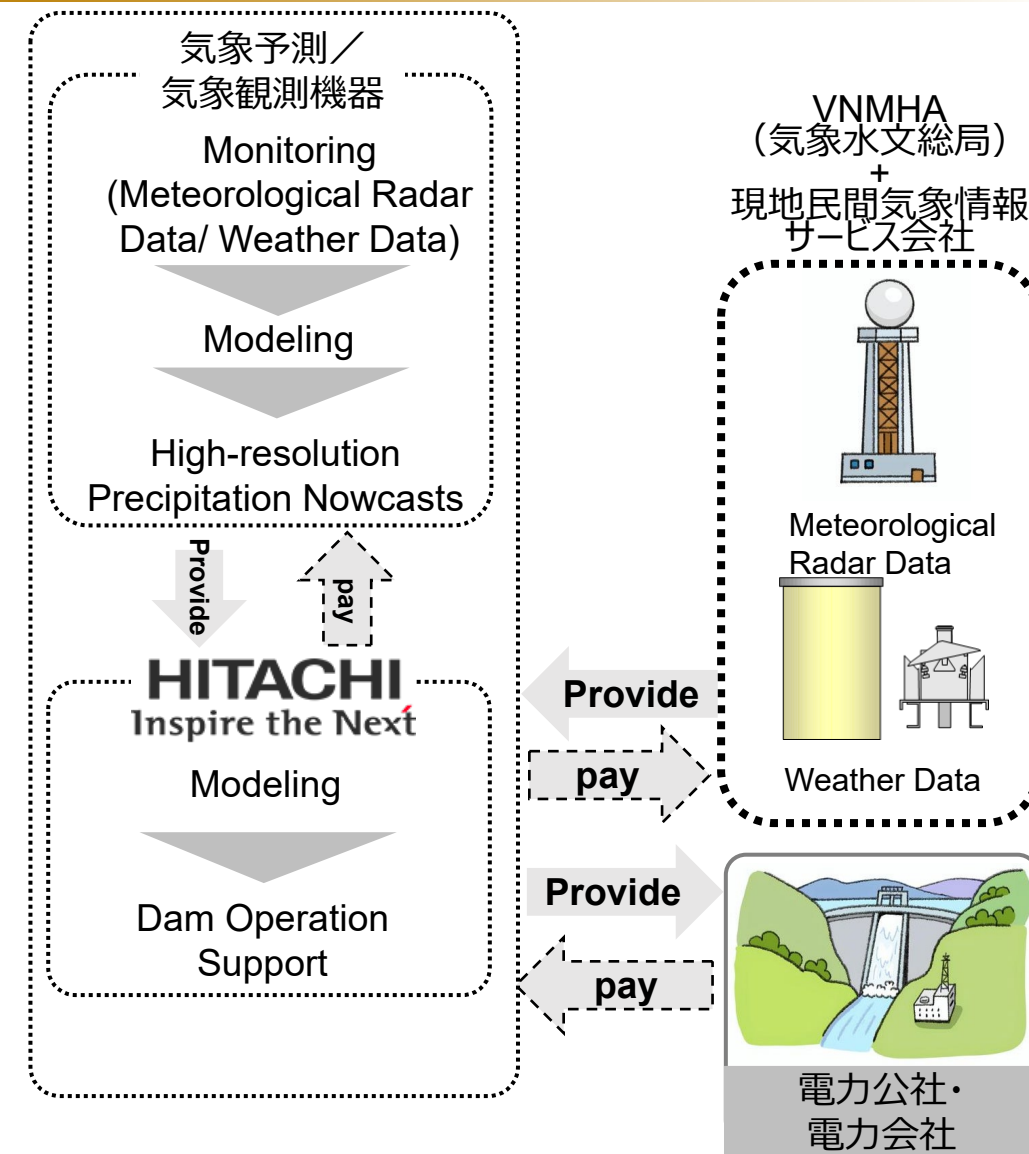 気象予測／
気象観測機器
Monitoring
(Meteorological Radar
Data/ Weather Data)
Modeling
High-resolution
Precipitation Nowcasts
Provide
pay
HITACHI
Inspire the Next
Modeling
Dam Operation
Support
VNMHA
（気象水文総局）
+
現地民間気象情報
サービス会社
Meteorological
Radar Data
Weather Data
Provide
pay
Provide
pay
電力公社・
電力会社